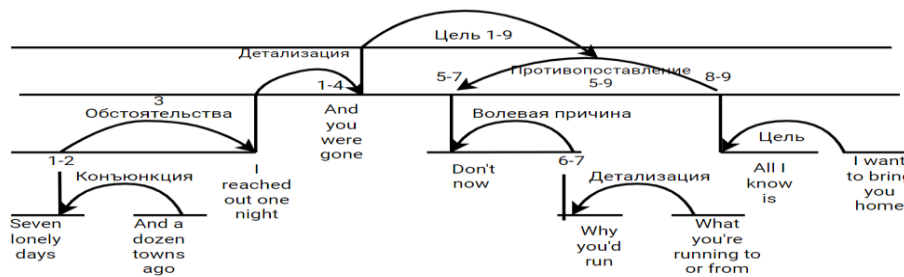 Цель 1-9
Детализация
1-4
5-7
Противопоставление
5-9
8-9
3
Обстоятельства
And
you
were
gone
Волевая причина
Цель
1-2
I
reached
out one
night
Don't
now
6-7
All I
know
is
I want
to bring
you
home
Конъюнкция
Детализация
Seven
lonely
days
And a
dozen
towns
ago
Why
you'd
run
What
you're
running to
or from